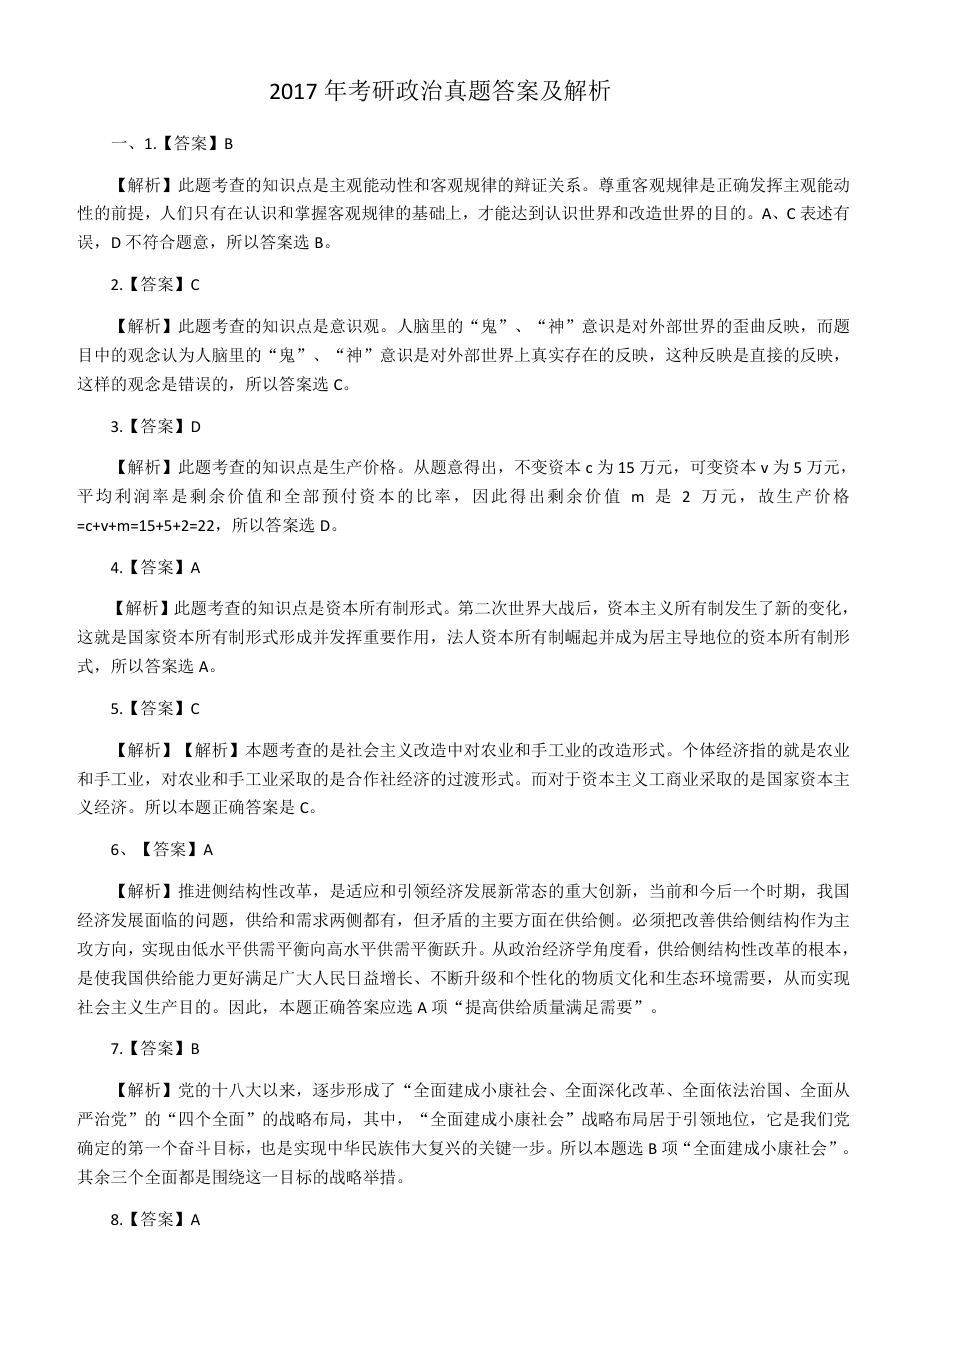 2017 年考研政治真题答案及解析
一、1.【答案】B
【解析】此题考查的知识点是主观能动性和客观规律的辩证关系。尊重客观规律是正确发挥主观能动
性的前提，人们只有在认识和掌握客观规律的基础上，才能达到认识世界和改造世界的目的。A、C 表述有
误，D 不符合题意，所以答案选 B。
2.【答案】C
【解析】此题考查的知识点是意识观。人脑里的“鬼”、“神”意识是对外部世界的歪曲反映，而题
目中的观念认为人脑里的“鬼”、“神”意识是对外部世界上真实存在的反映，这种反映是直接的反映，
这样的观念是错误的，所以答案选 C。
3.【答案】D
【解析】此题考查的知识点是生产价格。从题意得出，不变资本 c 为 15 万元，可变资本 v 为 5 万元，
平均利润率是剩余价值和全部预付资本的比率，因此得出剩余价值 m 是 2 万元，故生产价格
=c+v+m=15+5+2=22，所以答案选 D。
4.【答案】A
【解析】此题考查的知识点是资本所有制形式。第二次世界大战后，资本主义所有制发生了新的变化，
这就是国家资本所有制形式形成并发挥重要作用，法人资本所有制崛起并成为居主导地位的资本所有制形
式，所以答案选 A。
5.【答案】C
【解析】【解析】本题考查的是社会主义改造中对农业和手工业的改造形式。个体经济指的就是农业
和手工业，对农业和手工业采取的是合作社经济的过渡形式。而对于资本主义工商业采取的是国家资本主
义经济。所以本题正确答案是 C。
6、【答案】A
【解析】推进侧结构性改革，是适应和引领经济发展新常态的重大创新，当前和今后一个时期，我国
经济发展面临的问题，供给和需求两侧都有，但矛盾的主要方面在供给侧。必须把改善供给侧结构作为主
攻方向，实现由低水平供需平衡向高水平供需平衡跃升。从政治经济学角度看，供给侧结构性改革的根本，
是使我国供给能力更好满足广大人民日益增长、不断升级和个性化的物质文化和生态环境需要，从而实现
社会主义生产目的。因此，本题正确答案应选 A 项“提高供给质量满足需要”。
7.【答案】B
【解析】党的十八大以来，逐步形成了“全面建成小康社会、全面深化改革、全面依法治国、全面从
严治党”的“四个全面”的战略布局，其中，“全面建成小康社会”战略布局居于引领地位，它是我们党
确定的第一个奋斗目标，也是实现中华民族伟大复兴的关键一步。所以本题选 B 项“全面建成小康社会”。
其余三个全面都是围绕这一目标的战略举措。
8.【答案】A